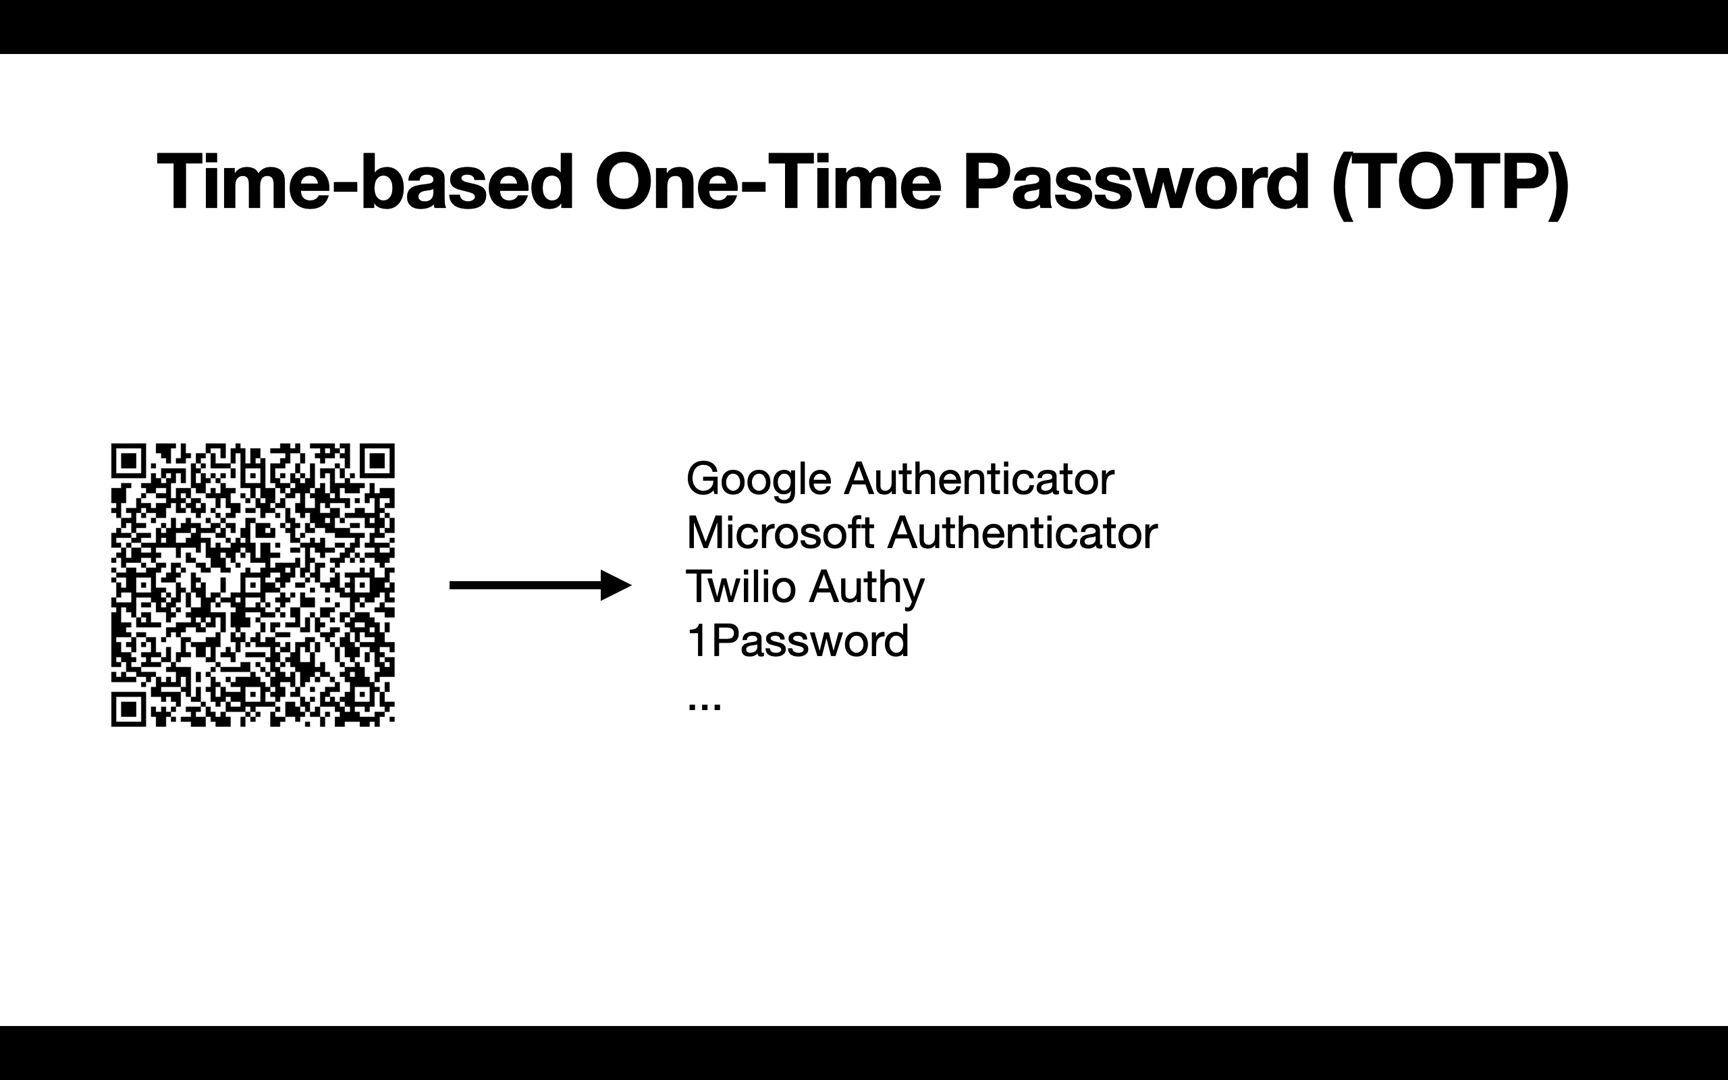 Time-based One-Time Password (TOTP)
Google Authenticator
Microsoft Authenticator
Twilio Authy
1Password
...